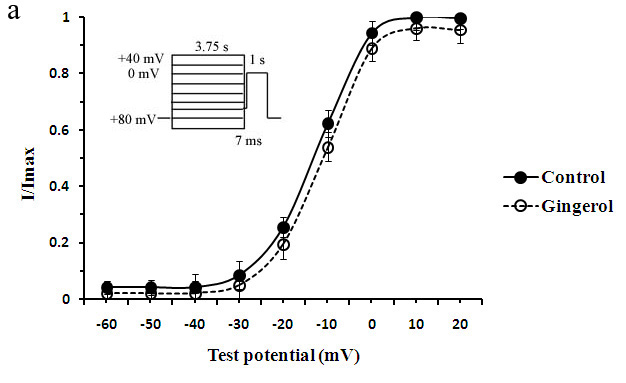 a
3.75 s
+40 mV
1 s
0 mV
+80 mV
7 ms
1
0.8
0.6
0.4
0.2
0
I/Imax
-60 -50 -40 -30 -20 -10 0 10 20
Test potential (mV)
Control
Gingerol